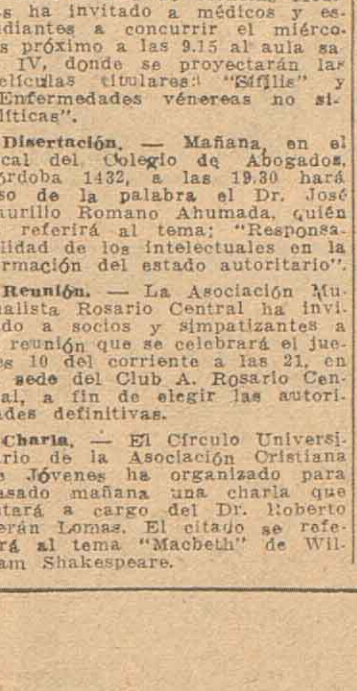 s ha invitado a médicos y es-
diantes a concurrir el miérco-
s próximo a las 9.15 al aula sa
IV, donde se proyectarán las
elículas titulares: "Sífilis" y
Enfermedades vénereas no si-
líticas".
Disertación. — Mañana, en el
cal del Colegio de Abogados,
órdoba 1432, a las 19.30 hará
so de la palabra el Dr. José
aurilio Romano Ahumada, quién
referirá al tema: "Responsa-
lidad de los intelectuales en la
rmación del estado autoritario".
Reunión. — La Asociación Mu-
alista Rosario Central ha invi-
do a socios y simpatizantes a
reunión que se celebrará el jue-
es 10 del corriente a las 21, en
sede del Club A. Rosario Cen-
al, a fin de elegir las autori-
ades definitivas.
Charla. — El Círculo Universi-
rio de la Asociación Cristiana
e Jóvenes ha organizado para
asado mañana una charla que
tará a cargo del Dr. Roberto
erán Lomas. El citado se refe-
rá al tema "Macbeth" de Wil-
am Shakespeare.